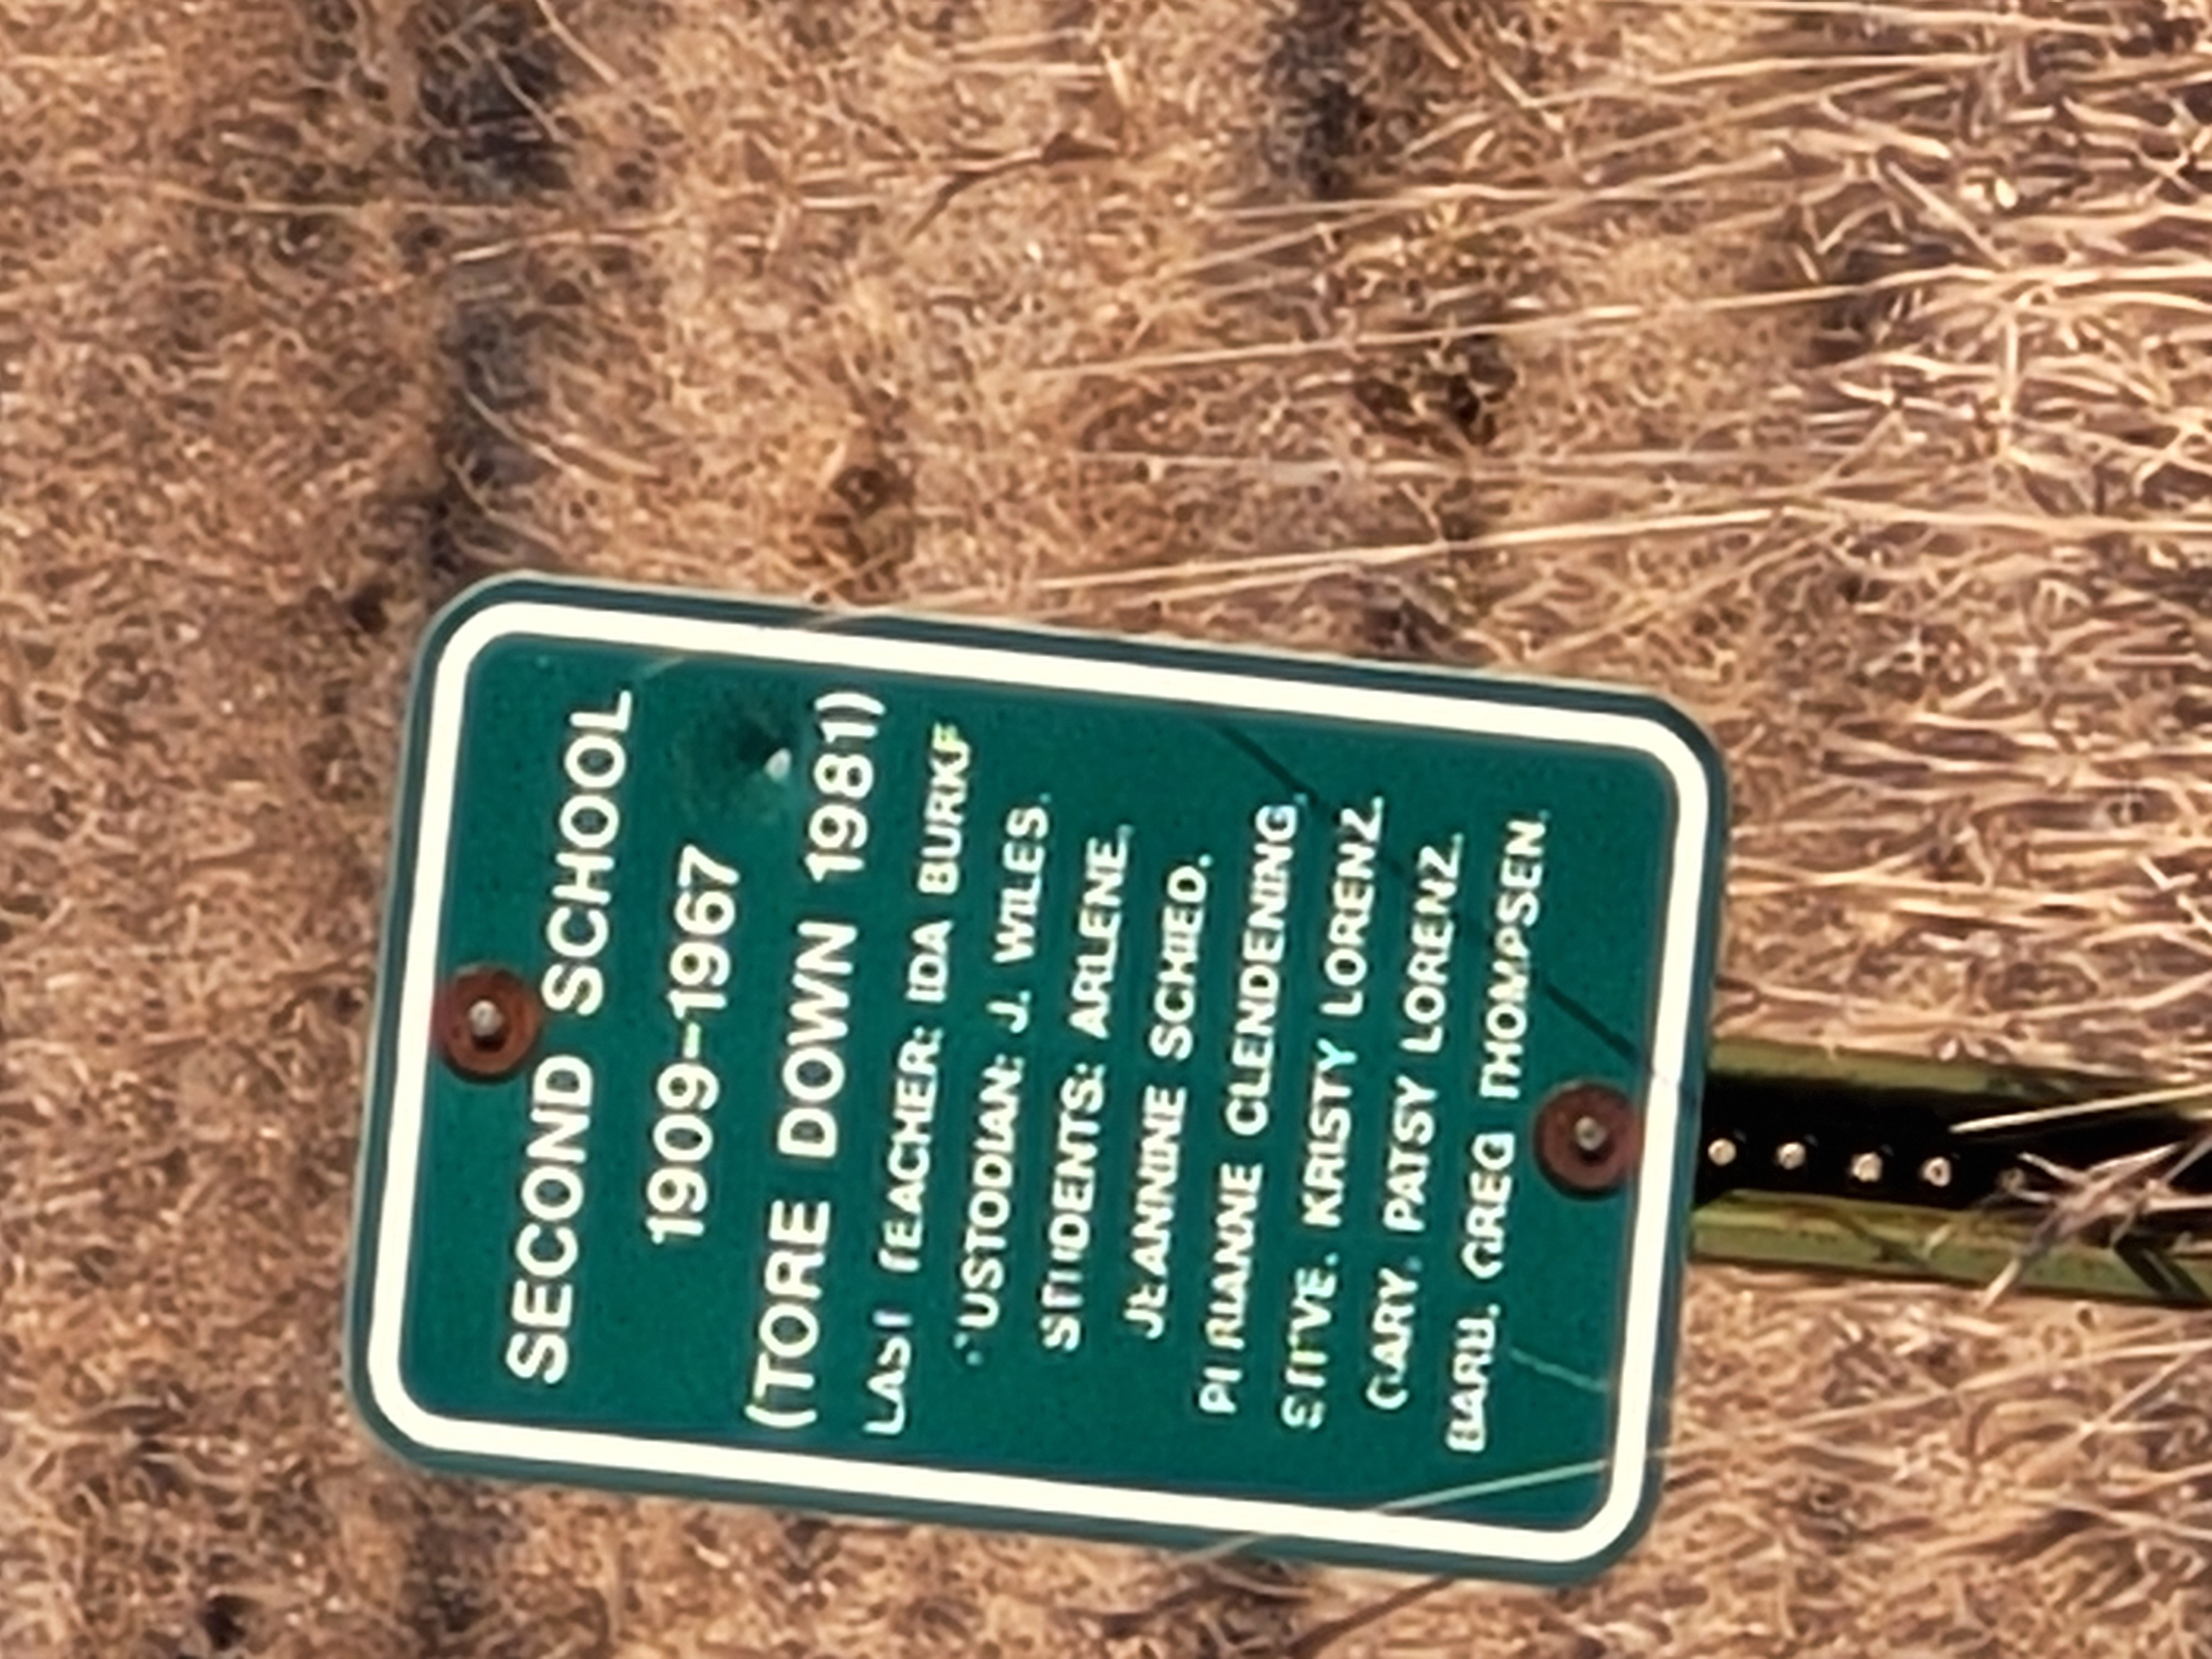 SECOND SCHOOL
1909-1967
(TORE DOWN 1981)
LAST TEACHER: IDA BURKE
CUSTODIAN: J. WILES.
STUDENTS: ARLENE,
JEANNINE SCHIED.
CLENDENING,
STEVE. KRISTY LORENZ.
GARY. PATSY LORENZ.
BARB. GREG THOMPSEN.